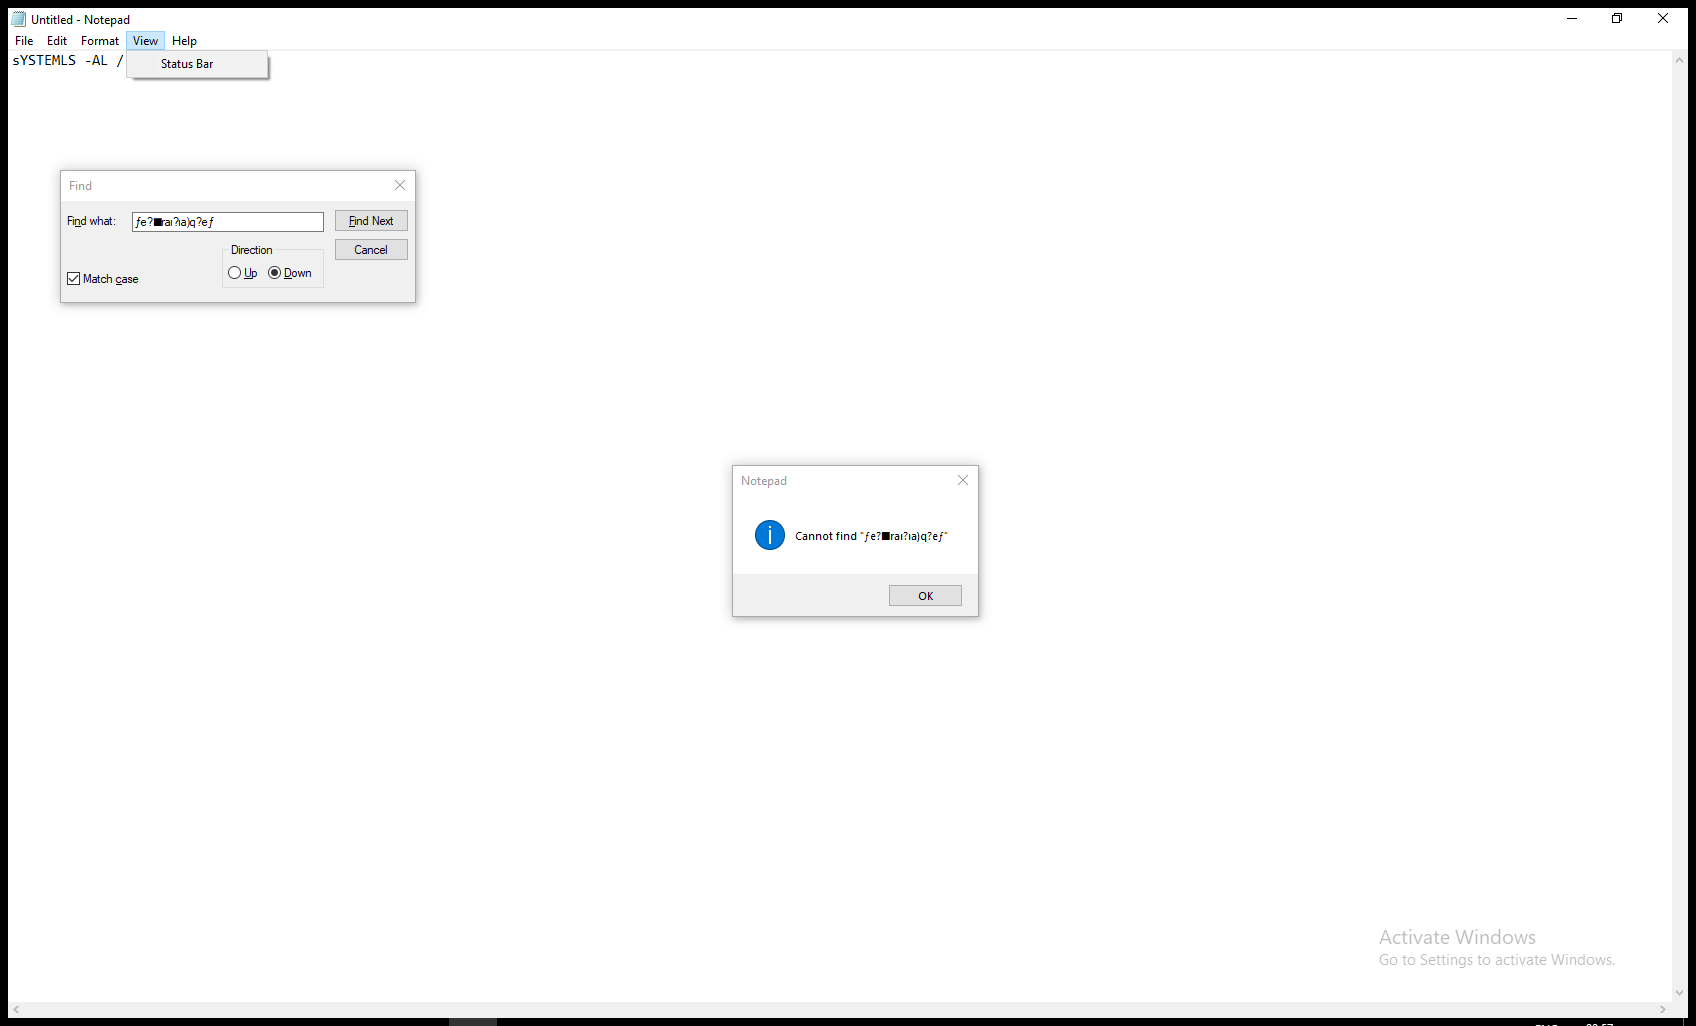 Untitled - Notepad
File Edit Format View Help
sYSTEMLS -AL /
Status Bar
Find
Find what: ƒe?■raı?ıa)q?eƒ
Find Next
Direction
Cancel
Up Down
Match case
Notepad
Cannot find "ƒe?■raı?ıa)q?eƒ"
OK
Activate Windows
Go to Settings to activate Windows.